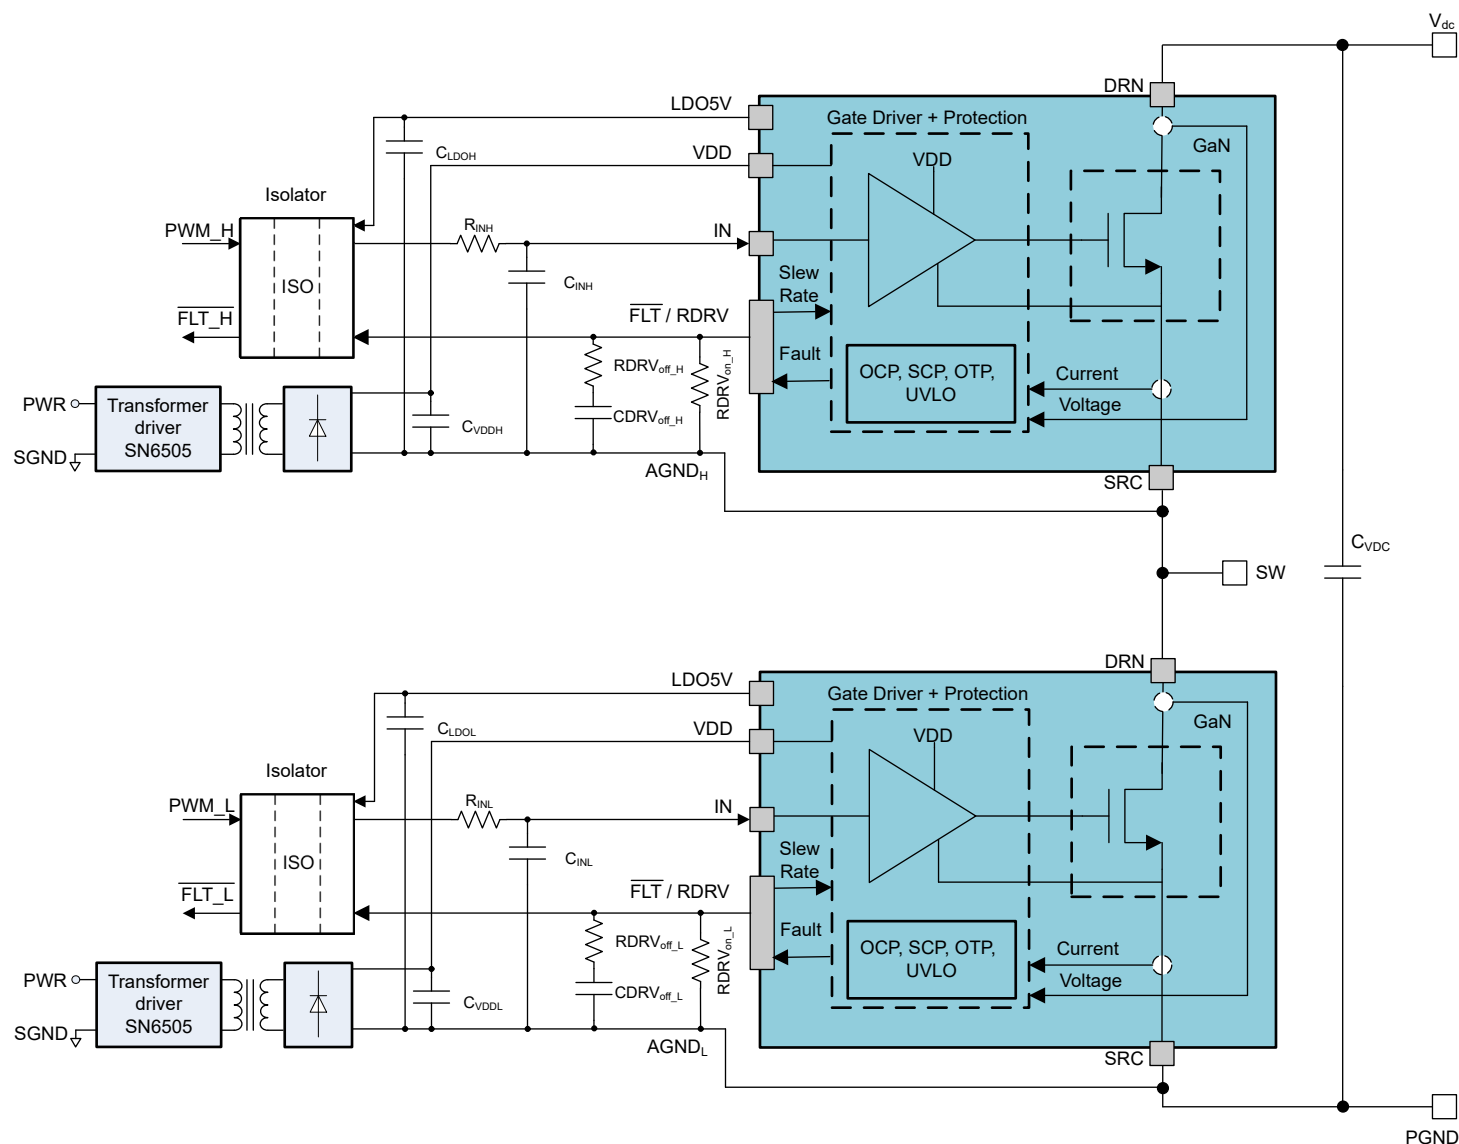 Vdc
DRN
LDO5V
Gate Driver + Protection
CLDOH
VDD
VDD
GaN
Isolator
PWM_H
RINH
IN
ISO
CINH
Slew
Rate
FLT_H
FLT / RDRV
RDRVoff_H
RDRVon_H
Fault
OCP, SCP, OTP,
UVLO
Current
Voltage
PWR
Transformer
driver
SN6505
CDRVoff_H
CVDDH
SGND
AGNDH
SRC
CVDC
SW
DRN
LDO5V
Gate Driver + Protection
CLDOL
VDD
VDD
GaN
Isolator
PWM_L
RINL
IN
ISO
CINL
Slew
Rate
FLT_L
FLT / RDRV
RDRVoff_L
RDRVon_L
Fault
OCP, SCP, OTP,
UVLO
Current
Voltage
PWR
Transformer
driver
SN6505
CDRVoff_L
CVDDL
SGND
AGNDL
SRC
PGND